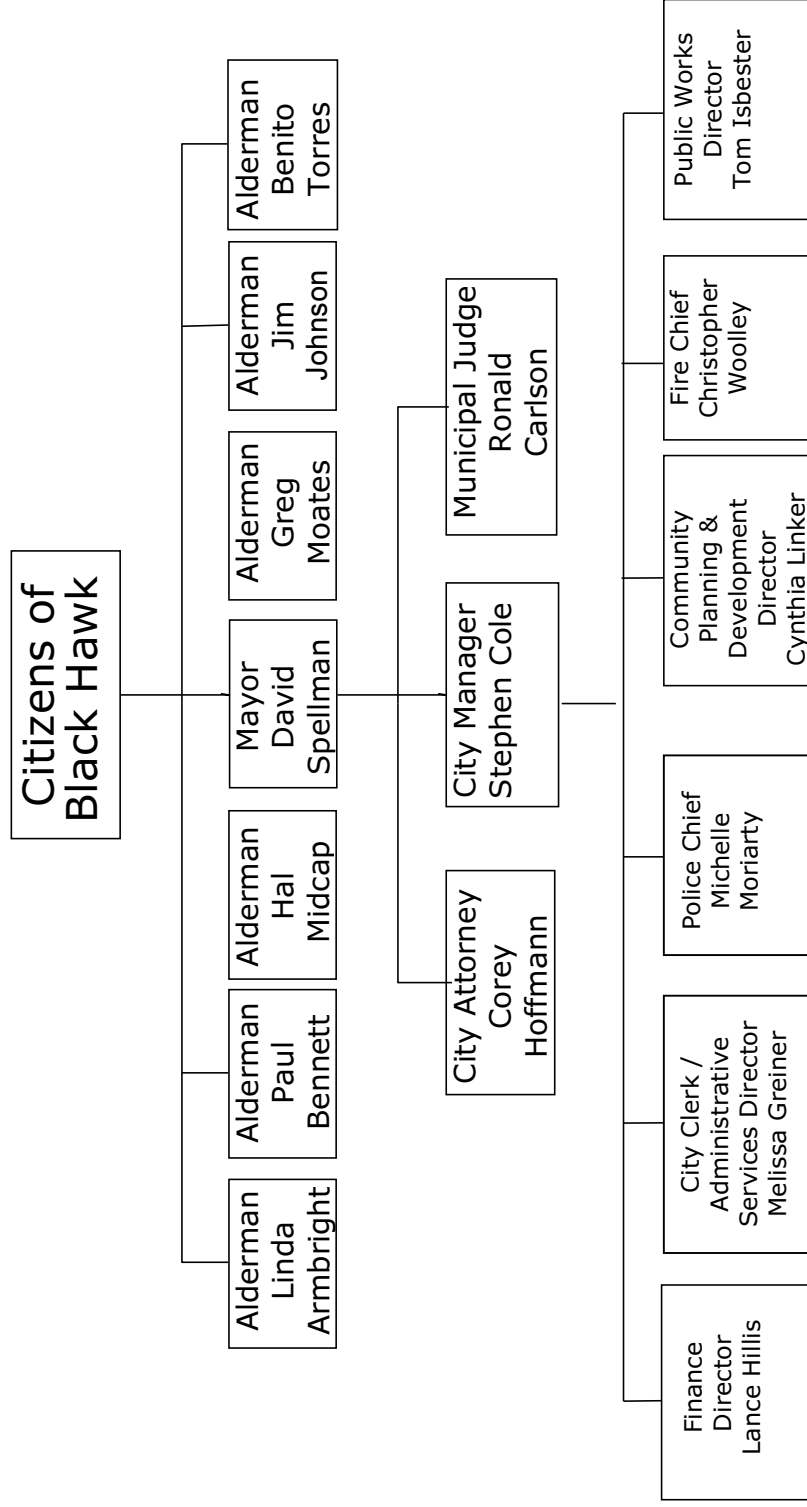 Citizens of
Black Hawk
Alderman
Linda
Armbright
Alderman
Paul
Bennett
Alderman
Hal
Midcap
Mayor
David
Spellman
Alderman
Greg
Moates
Alderman
Jim
Johnson
Alderman
Benito
Torres
City Attorney
Corey
Hoffmann
City Manager
Stephen Cole
Municipal Judge
Ronald
Carlson
Finance
Director
Lance Hillis
City Clerk /
Administrative
Services Director
Melissa Greiner
Police Chief
Michelle
Moriarty
Community
Planning &
Development
Director
Cynthia Linker
Fire Chief
Christopher
Woolley
Public Works
Director
Tom Isbester